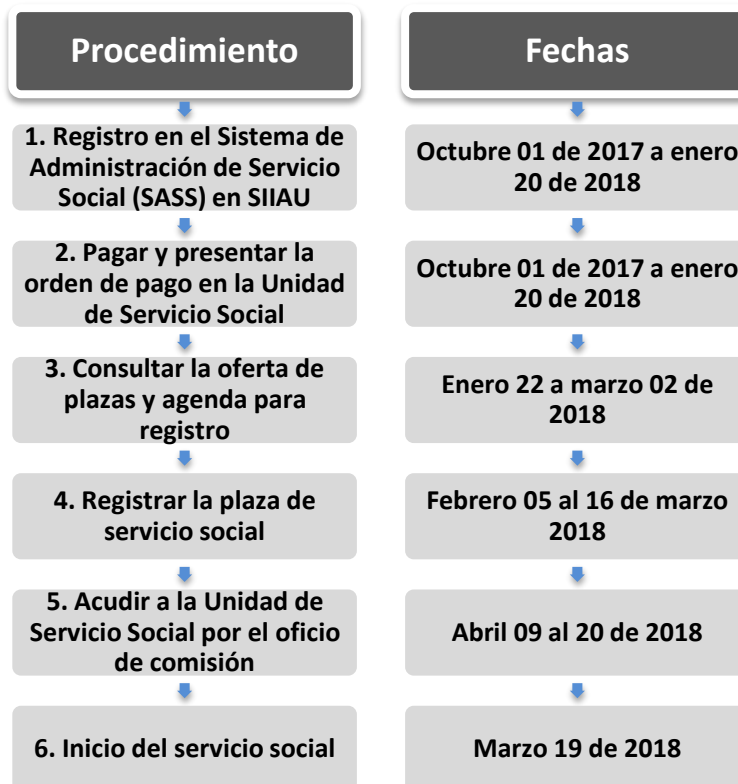 Procedimiento
Fechas
1. Registro en el Sistema de
Administración de Servicio
Social (SASS) en SIIAU
Octubre 01 de 2017 a enero
20 de 2018
2. Pagar y presentar la
orden de pago en la Unidad
de Servicio Social
Octubre 01 de 2017 a enero
20 de 2018
3. Consultar la oferta de
plazas y agenda para
registro
Enero 22 a marzo 02 de
2018
4. Registrar la plaza de
servicio social
Febrero 05 al 16 de marzo
2018
5. Acudir a la Unidad de
Servicio Social por el oficio
de comisión
Abril 09 al 20 de 2018
6. Inicio del servicio social
Marzo 19 de 2018